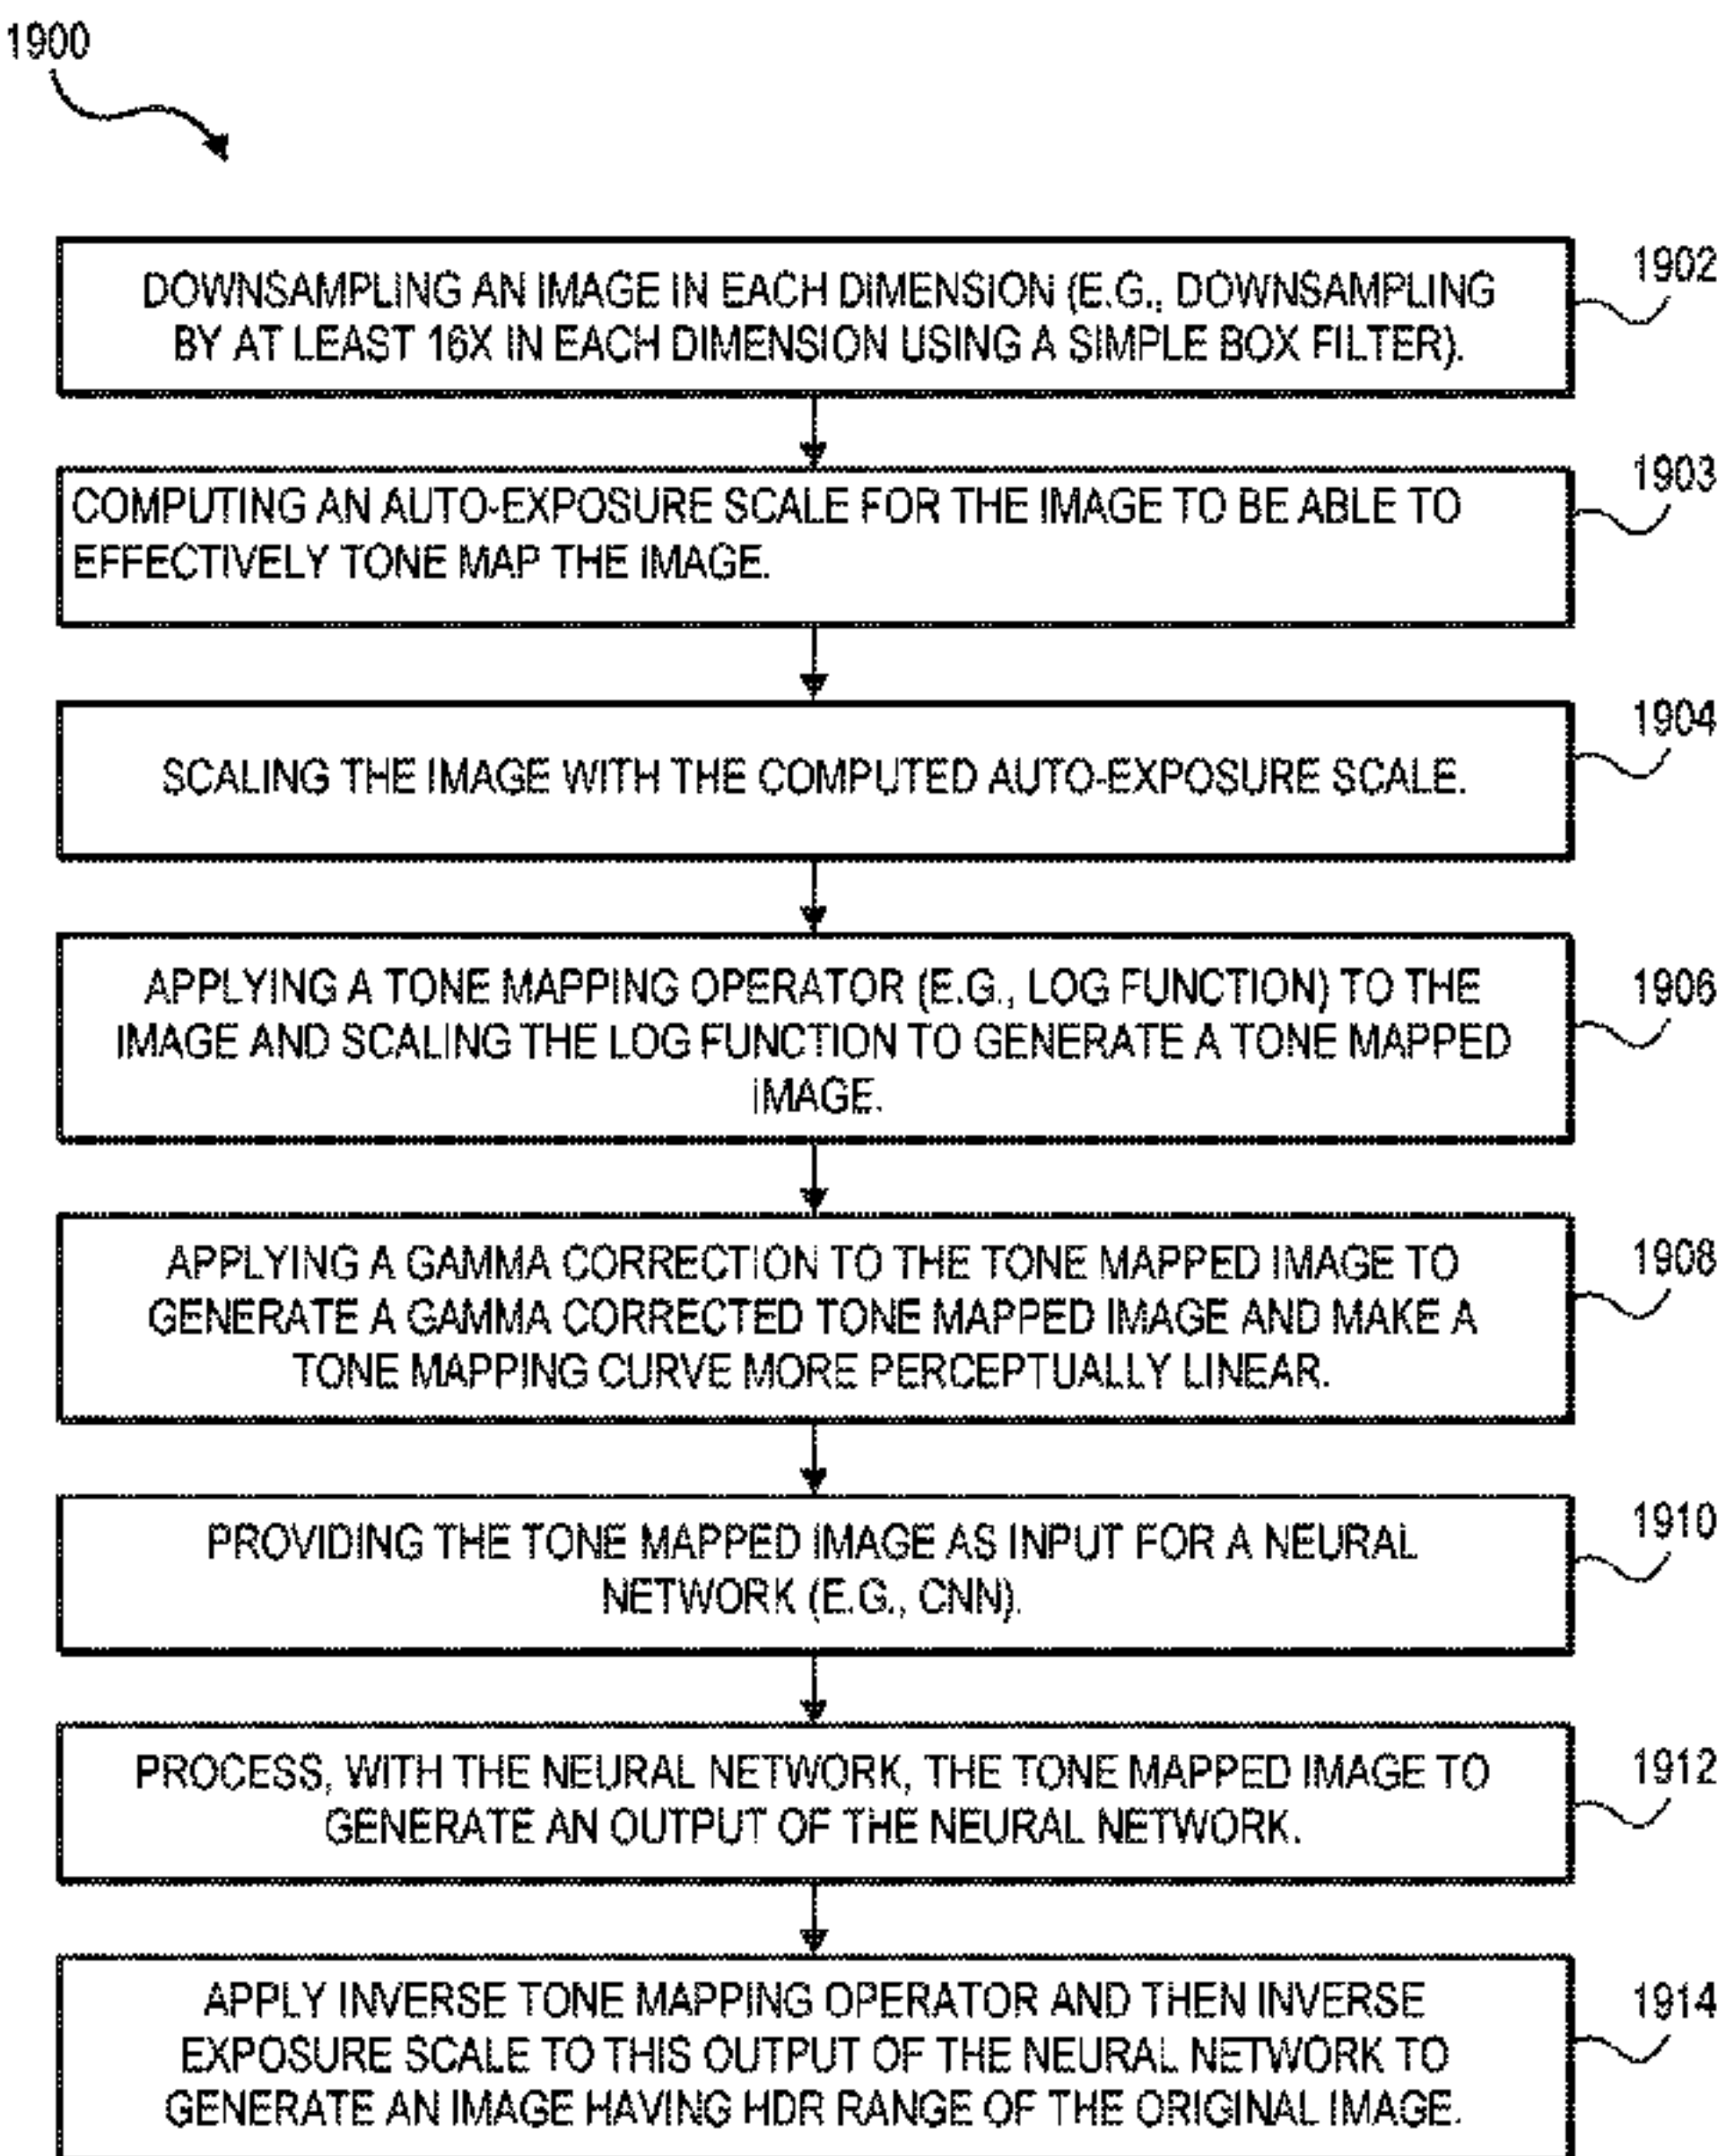 1900
DOWNSAMPLING AN IMAGE IN EACH DIMENSION (E.G., DOWNSAMPLING
BY AT LEAST 16X IN EACH DIMENSION USING A SIMPLE BOX FILTER).
1902
COMPUTING AN AUTO-EXPOSURE SCALE FOR THE IMAGE TO BE ABLE TO
EFFECTIVELY TONE MAP THE IMAGE.
1903
SCALING THE IMAGE WITH THE COMPUTED AUTO-EXPOSURE SCALE.
1904
APPLYING A TONE MAPPING OPERATOR (E.G., LOG FUNCTION) TO THE
IMAGE AND SCALING THE LOG FUNCTION TO GENERATE A TONE MAPPED
IMAGE.
1906
APPLYING A GAMMA CORRECTION TO THE TONE MAPPED IMAGE TO
GENERATE A GAMMA CORRECTED TONE MAPPED IMAGE AND MAKE A
TONE MAPPING CURVE MORE PERCEPTUALLY LINEAR.
1908
PROVIDING THE TONE MAPPED IMAGE AS INPUT FOR A NEURAL
NETWORK (E.G., CNN).
1910
PROCESS, WITH THE NEURAL NETWORK, THE TONE MAPPED IMAGE TO
GENERATE AN OUTPUT OF THE NEURAL NETWORK.
1912
APPLY INVERSE TONE MAPPING OPERATOR AND THEN INVERSE
EXPOSURE SCALE TO THIS OUTPUT OF THE NEURAL NETWORK TO
GENERATE AN IMAGE HAVING HDR RANGE OF THE ORIGINAL IMAGE.
1914